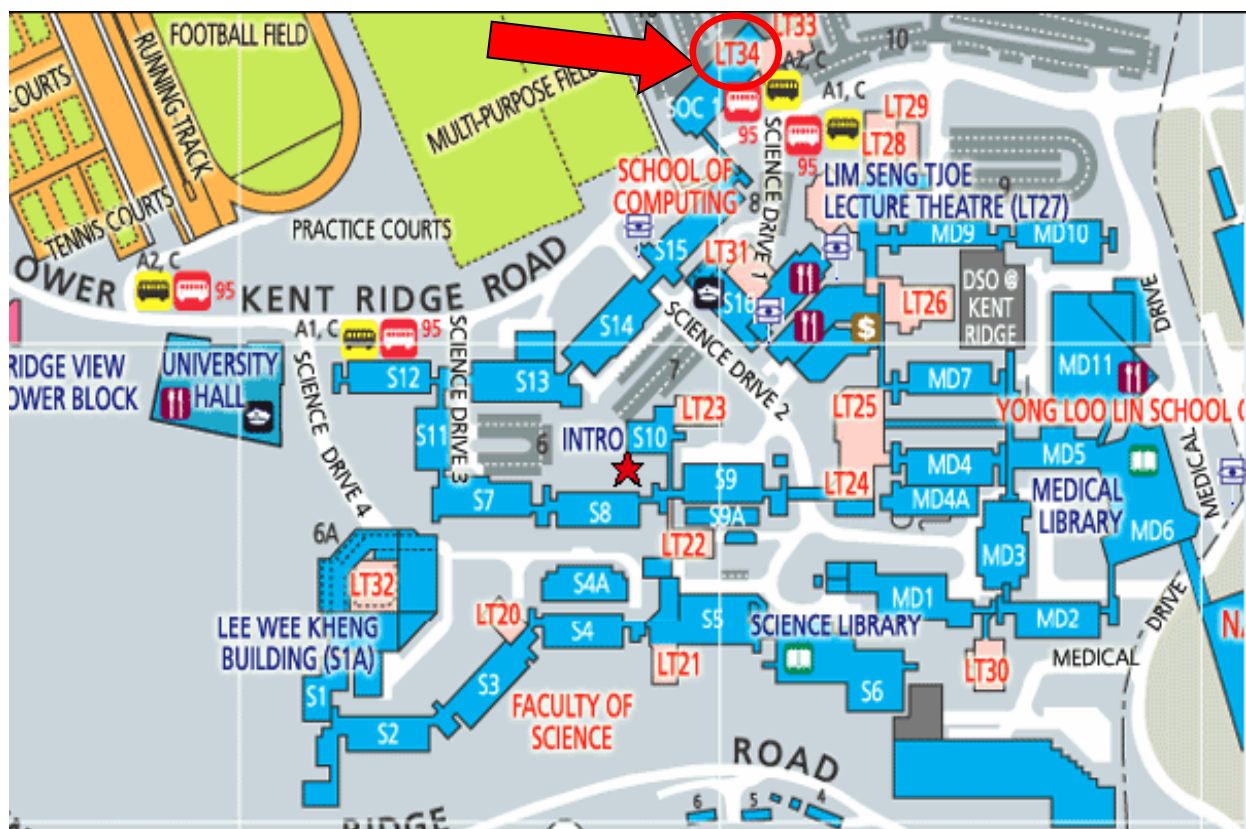 FOOTBALL FIELD
RUNNING-TRACK
COURTS
TENNIS COURTS
MULTI-PURPOSE FIEL
PRACTICE COURTS
LT33
LT34
A2, C
10
A1, C
SOC 1
95
95
LT29
LT28
SCIENCE DRIVE 1
SCHOOL OF
COMPUTING
8
LIM SENG TJOE
LECTURE THEATRE (LT27)
9
MD9
MD10
A2, C
95
OWER KENT RIDGE ROAD
S15
LT31
S16
LT26
$
DSO @
KENT
RIDGE
DRIVE
A1, C
95
RIDGE VIEW
OWER BLOCK
UNIVERSITY
HALL
SCIENCE DRIVE 4
S12
SCIENCE DRIVE 3
S13
S14
SCIENCE DRIVE 2
7
MD7
MD11
YONG LOO LIN SCHOOL
LT23
LT25
S11
6
INTRO
S10
S7
S8
S9
S9A
LT24
MD4
MD4A
MD5
MEDICAL
LIBRARY
MEDICAL
MD6
6A
LT22
MD3
LT32
S4A
LT20
S4
S5
MD1
MD2
DRIVE
LEE WEE KHENG
BUILDING (S1A)
SCIENCE LIBRARY
LT21
LT30
MEDICAL
S1
S3
S6
S2
FACULTY OF
SCIENCE
ROAD
6
5
4
RIDGE